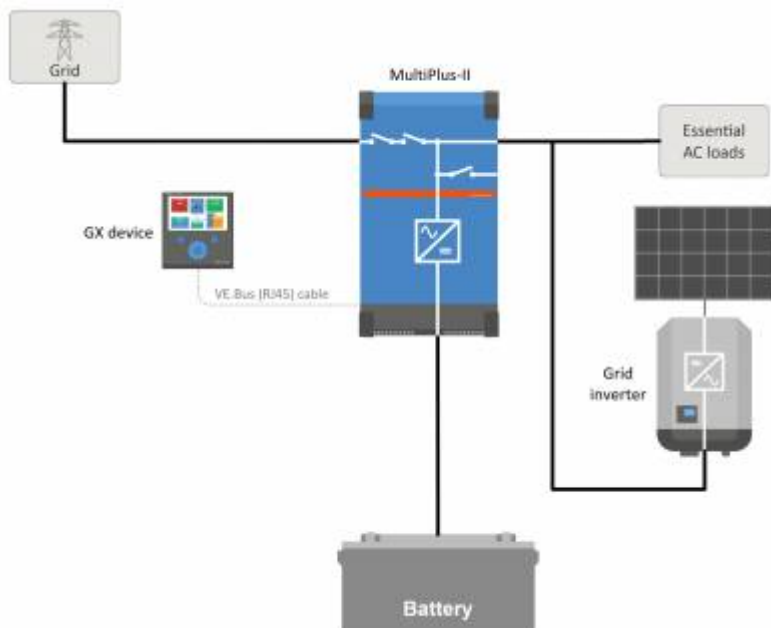 Grid
MultiPlus-II
Essential
AC loads
GX device
VE.Bus (RJ45) cable
Grid
inverter
Battery